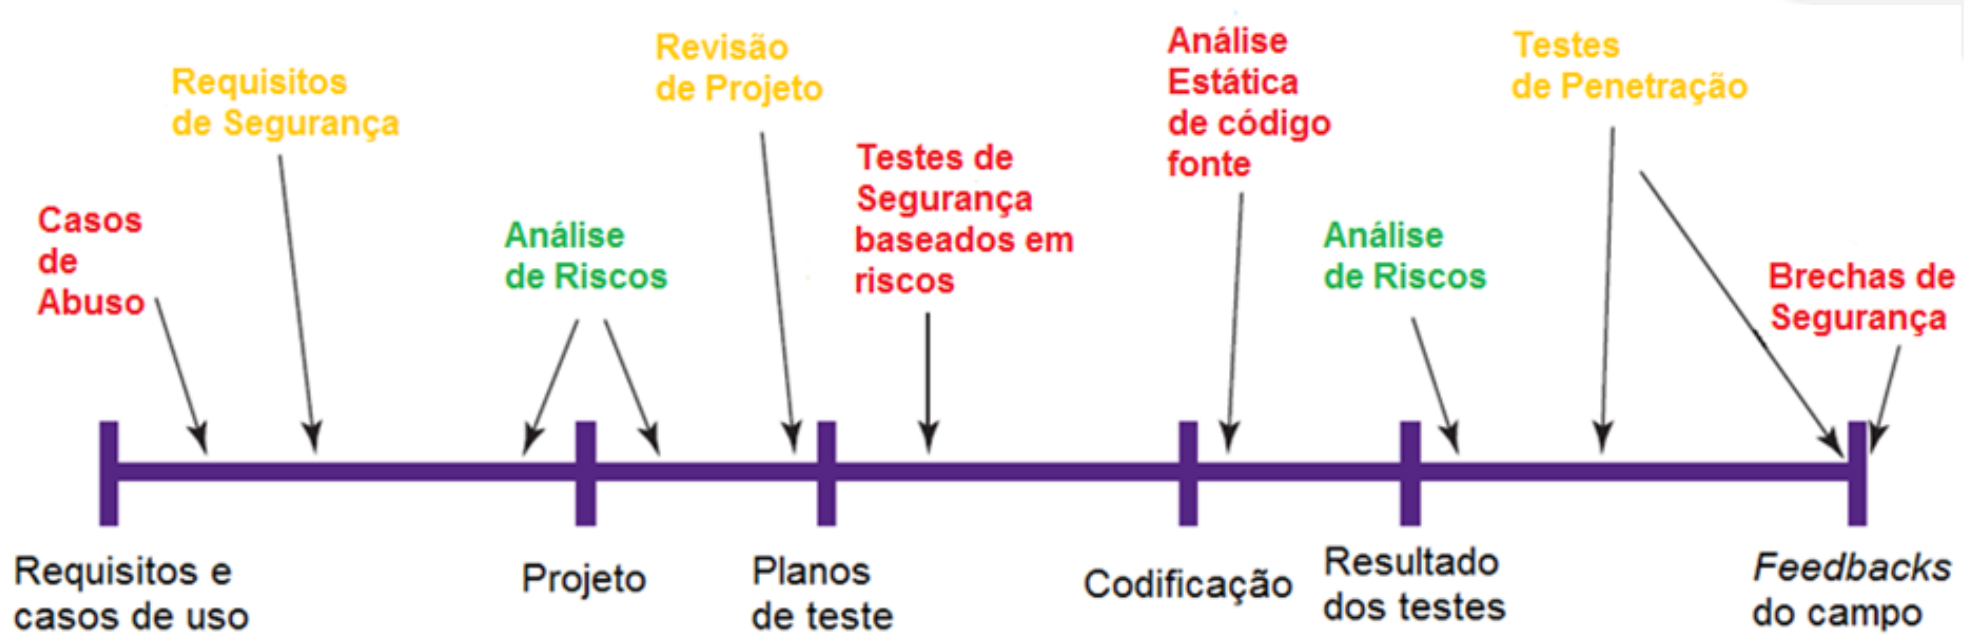 Casos
de
Abuso
Requisitos
de Segurança
Análise
de Riscos
Revisão
de Projeto
Testes de
Segurança
baseados em
riscos
Análise
Estática
de código
fonte
Análise
de Riscos
Testes
de Penetração
Brechas de
Segurança
Requisitos e
casos de uso
Projeto
Planos
de teste
Codificação
Resultado
dos testes
Feedbacks
do campo